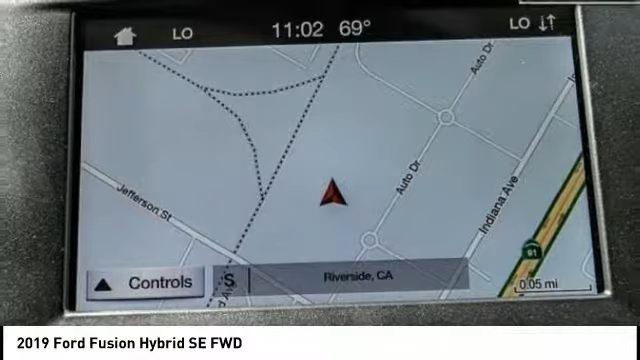 LO 11:02 69° LO
Auto Dr
Jefferson St
Auto Dr
Indiana Ave
91
Controls
S
Riverside, CA
0.05 mi
2019 Ford Fusion Hybrid SE FWD